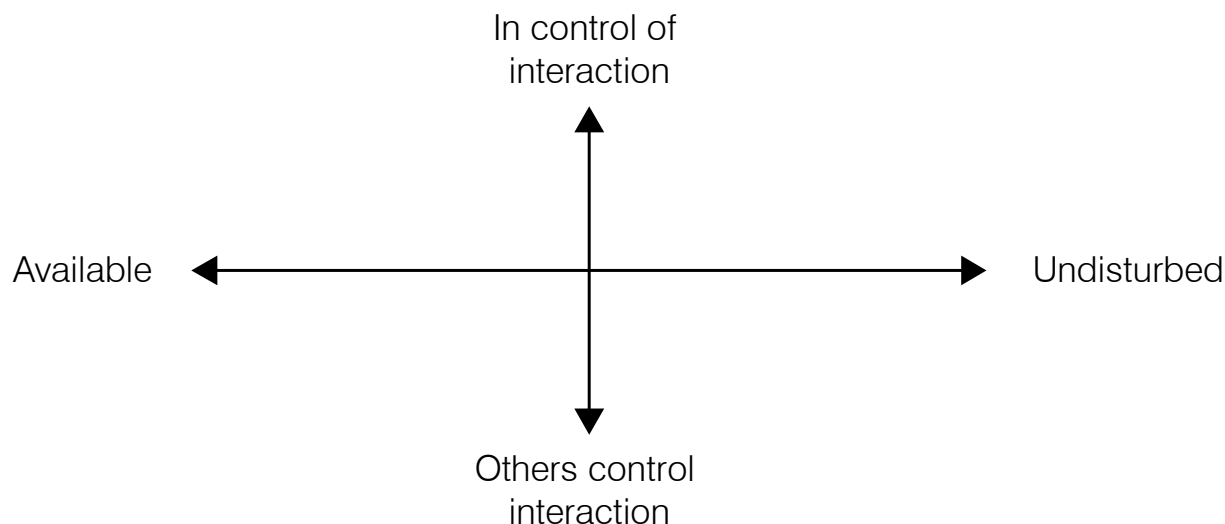 In control of
interaction
Available
Undisturbed
Others control
interaction